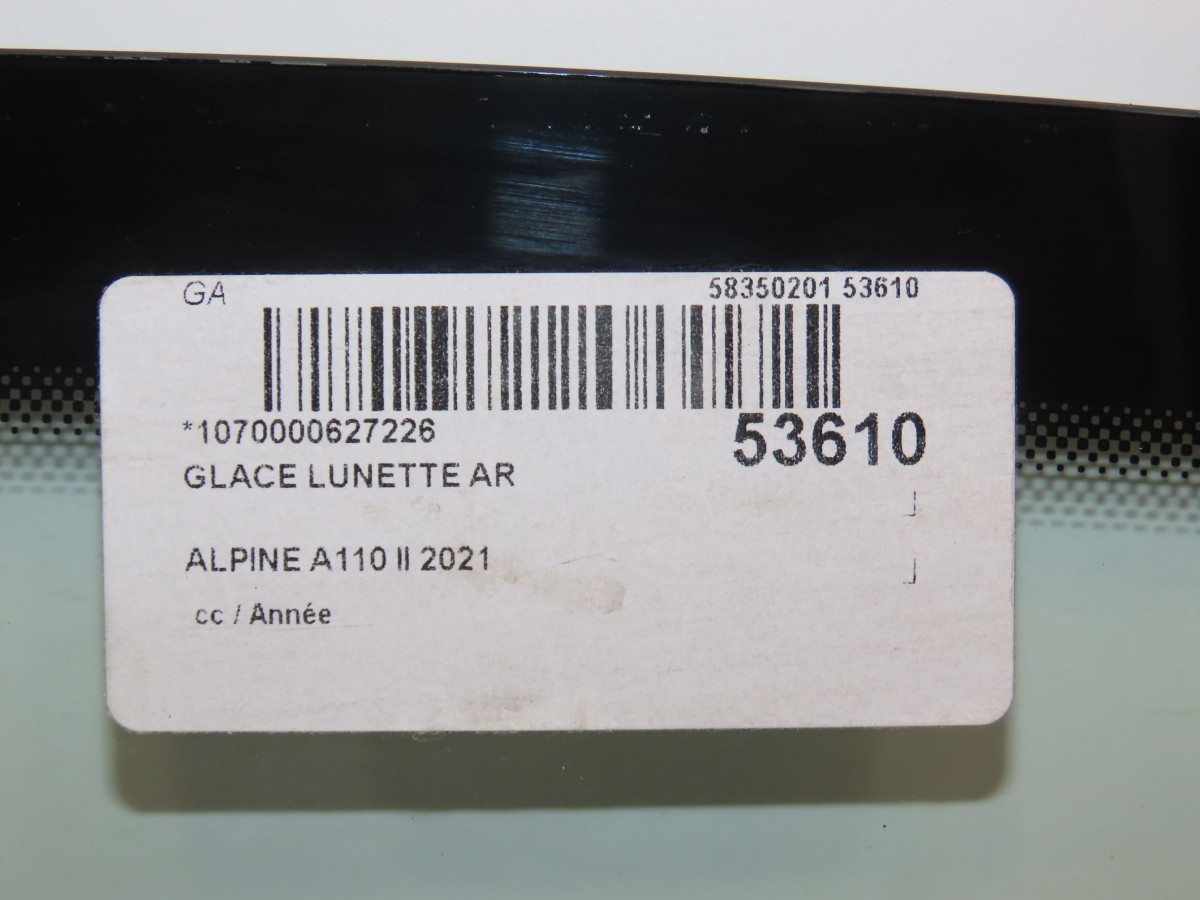 GA 58350201 53610
*1070000627226 53610
GLACE LUNETTE AR
ALPINE A110 II 2021
cc / Année